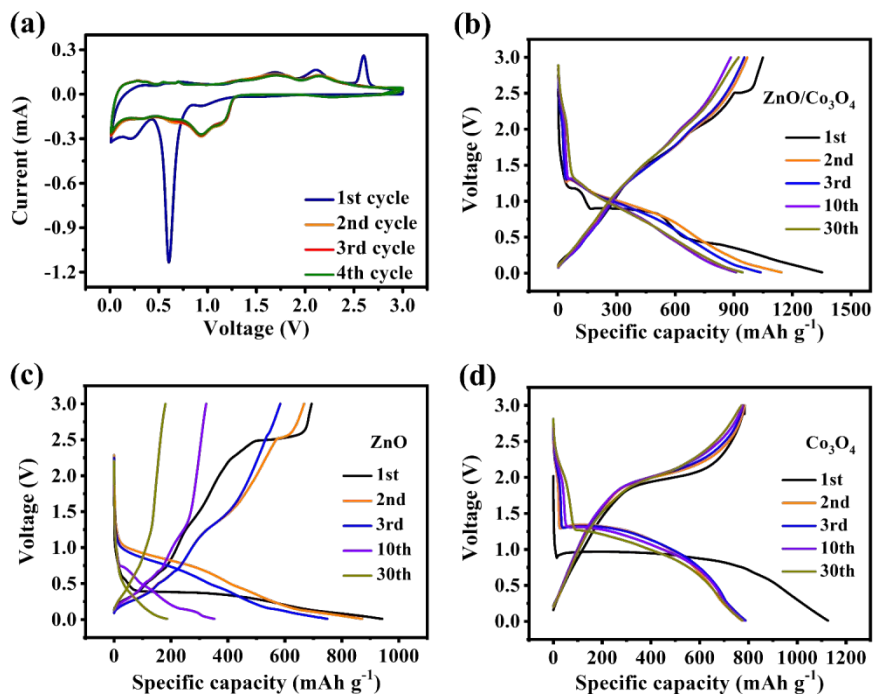 (a)
0.3
0.0
-0.3
-0.6
-0.9
-1.2
Current (mA)
1st cycle
2nd cycle
3rd cycle
4th cycle
0.0 0.5 1.0 1.5 2.0 2.5 3.0
Voltage (V)
(b)
3.0
2.5
2.0
1.5
1.0
0.5
0.0
Voltage (V)
ZnO/Co₃O₄
1st
2nd
3rd
10th
30th
0 300 600 900 1200 1500
Specific capacity (mAh g⁻¹)
(c)
3.0
2.5
2.0
1.5
1.0
0.5
0.0
Voltage (V)
ZnO
1st
2nd
3rd
10th
30th
0 200 400 600 800 1000
Specific capacity (mAh g⁻¹)
(d)
3.0
2.5
2.0
1.5
1.0
0.5
0.0
Voltage (V)
Co₃O₄
1st
2nd
3rd
10th
30th
0 200 400 600 800 1000 1200
Specific capacity (mAh g⁻¹)